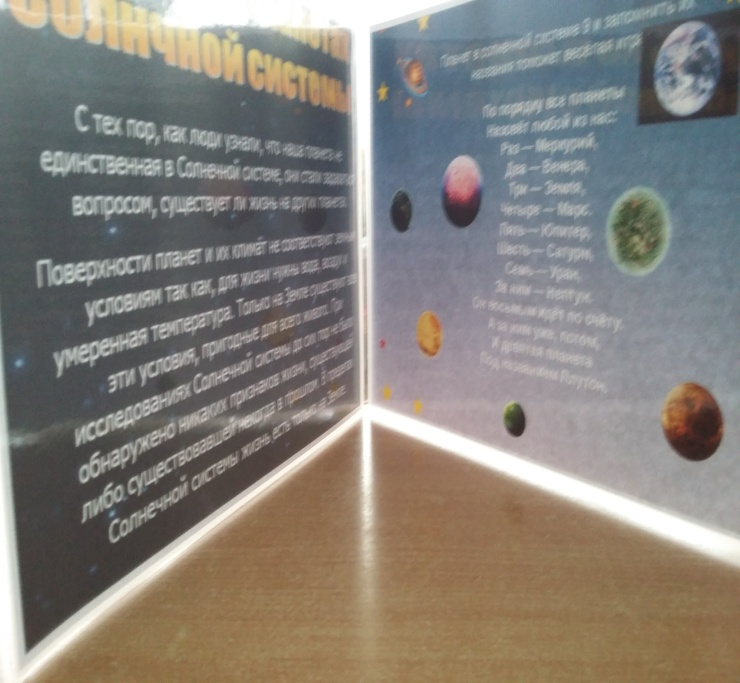 СОЛНЧНОЙ СИСТЕМЫ
С тех пор, как люди узнали, что наша планета не
единственная в Солнечной системе, они стали
вопросом, существует ли жизнь на других планетах.
Поверхности планет и их климат не соответствуют
условиям так как, для жизни нужны вода, воздух и
умеренная температура. Только на Земле существуют
эти условия, пригодные для всего живого. При
исследованиях Солнечной системы до сих пор не было
обнаружено никаких признаков жизни, существующей
либо существовавшей некогда в прошлом. В пределах
Солнечной системы жизнь есть только на Земле.
Планет в солнечной системе 9 и запомнить их
названия поможет весёлая игра
По порядку все планеты
Назовёт любой из нас:
Раз — Меркурий,
Два — Венера,
Три — Земля,
Четыре — Марс.
Пять — Юпитер,
Шесть — Сатурн,
Семь — Уран,
За ним — Нептун.
Он восьмым идёт по счёту.
А за ним уже, потом,
И девятая планета
Под названием Плутон.